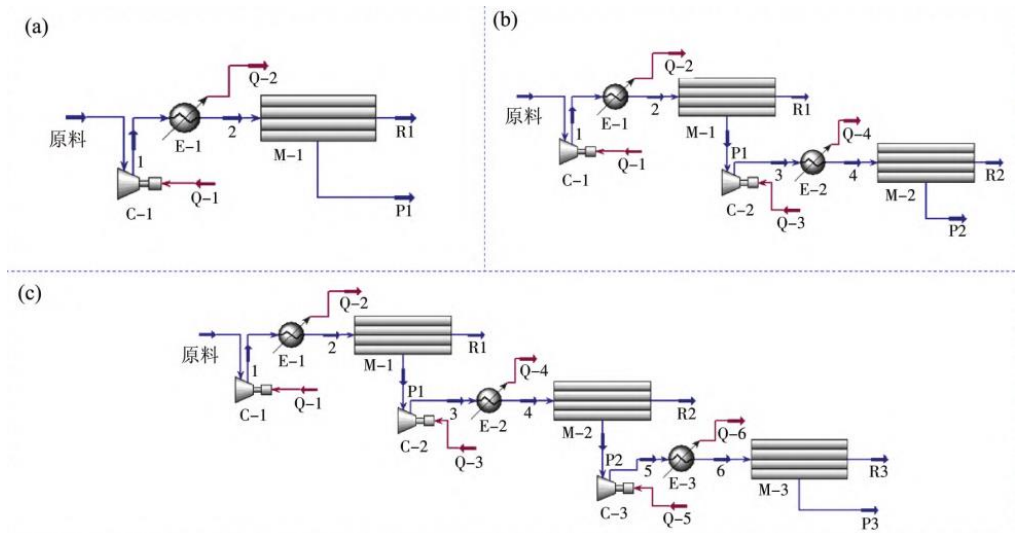 (a)
Q-2
原料
1
E-1
2
M-1
R1
C-1
Q-1
P1
(b)
Q-2
原料
1
E-1
2
M-1
R1
C-1
Q-1
P1
Q-4
3
E-2
4
C-2
Q-3
M-2
R2
P2
(c)
Q-2
原料
1
E-1
2
M-1
R1
C-1
Q-1
P1
Q-4
3
E-2
4
C-2
Q-3
M-2
R2
P2
Q-6
5
E-3
6
C-3
Q-5
M-3
R3
P3